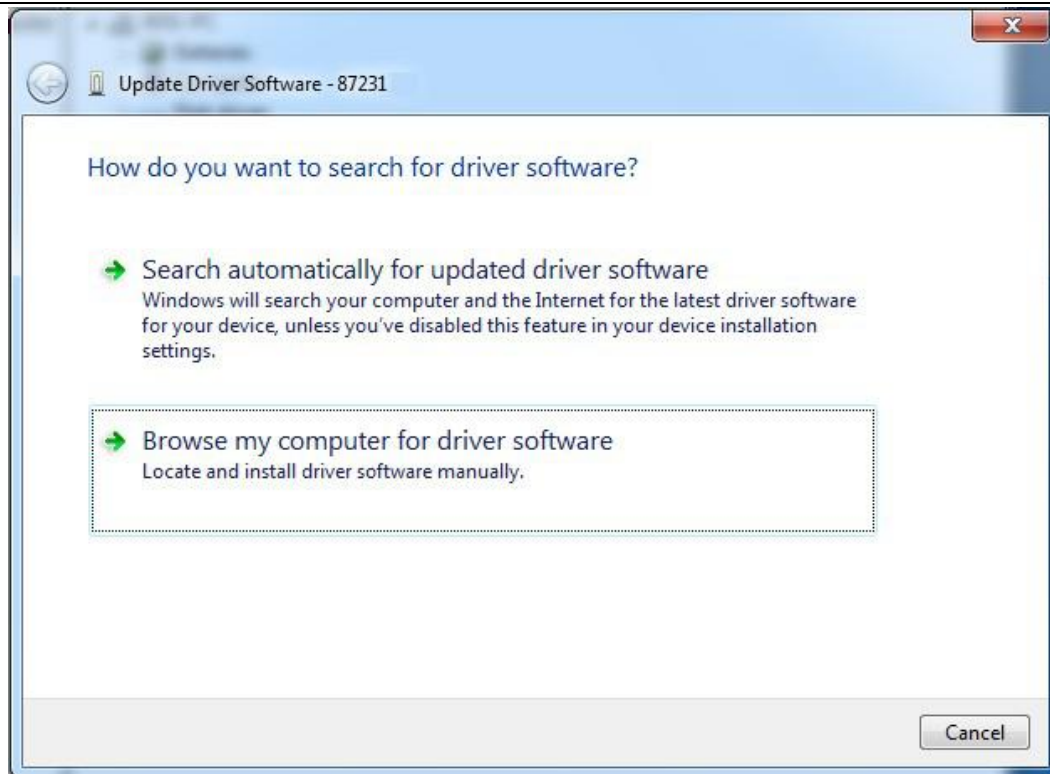 Update Driver Software - 87231
How do you want to search for driver software?
Search automatically for updated driver software
Windows will search your computer and the Internet for the latest driver software
for your device, unless you've disabled this feature in your device installation
settings.
Browse my computer for driver software
Locate and install driver software manually.
Cancel